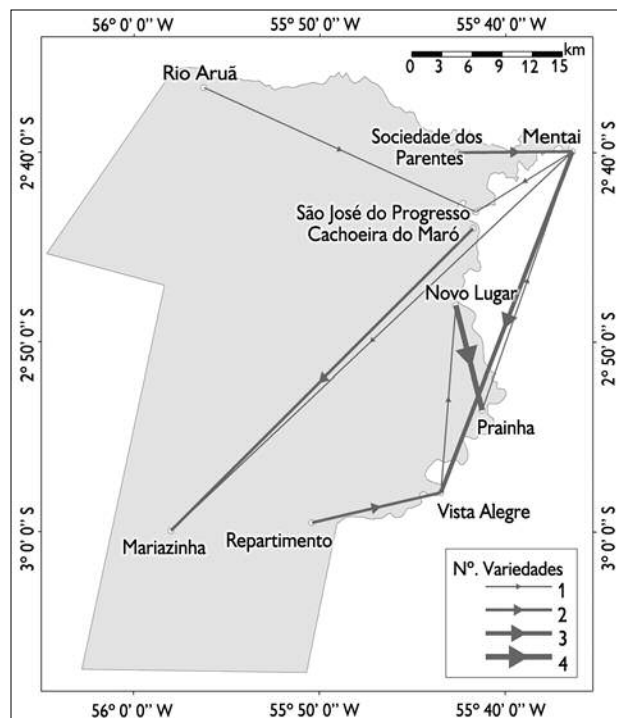 56° 0' 0'' W 55° 50' 0'' W 55° 40' 0'' W
km
0 3 6 9 12 15
Rio Aruã
Sociedade dos
Parentes
Mentai
2° 40' 0'' S
2° 40' 0'' S
São José do Progresso
Cachoeira do Maró
Novo Lugar
2° 50' 0'' S
2° 50' 0'' S
Prainha
Vista Alegre
Mariazinha
Repartimento
3° 0' 0'' S
3° 0' 0'' S
Nº. Variedades
1
2
3
4
56° 0' 0'' W 55° 50' 0'' W 55° 40' 0'' W